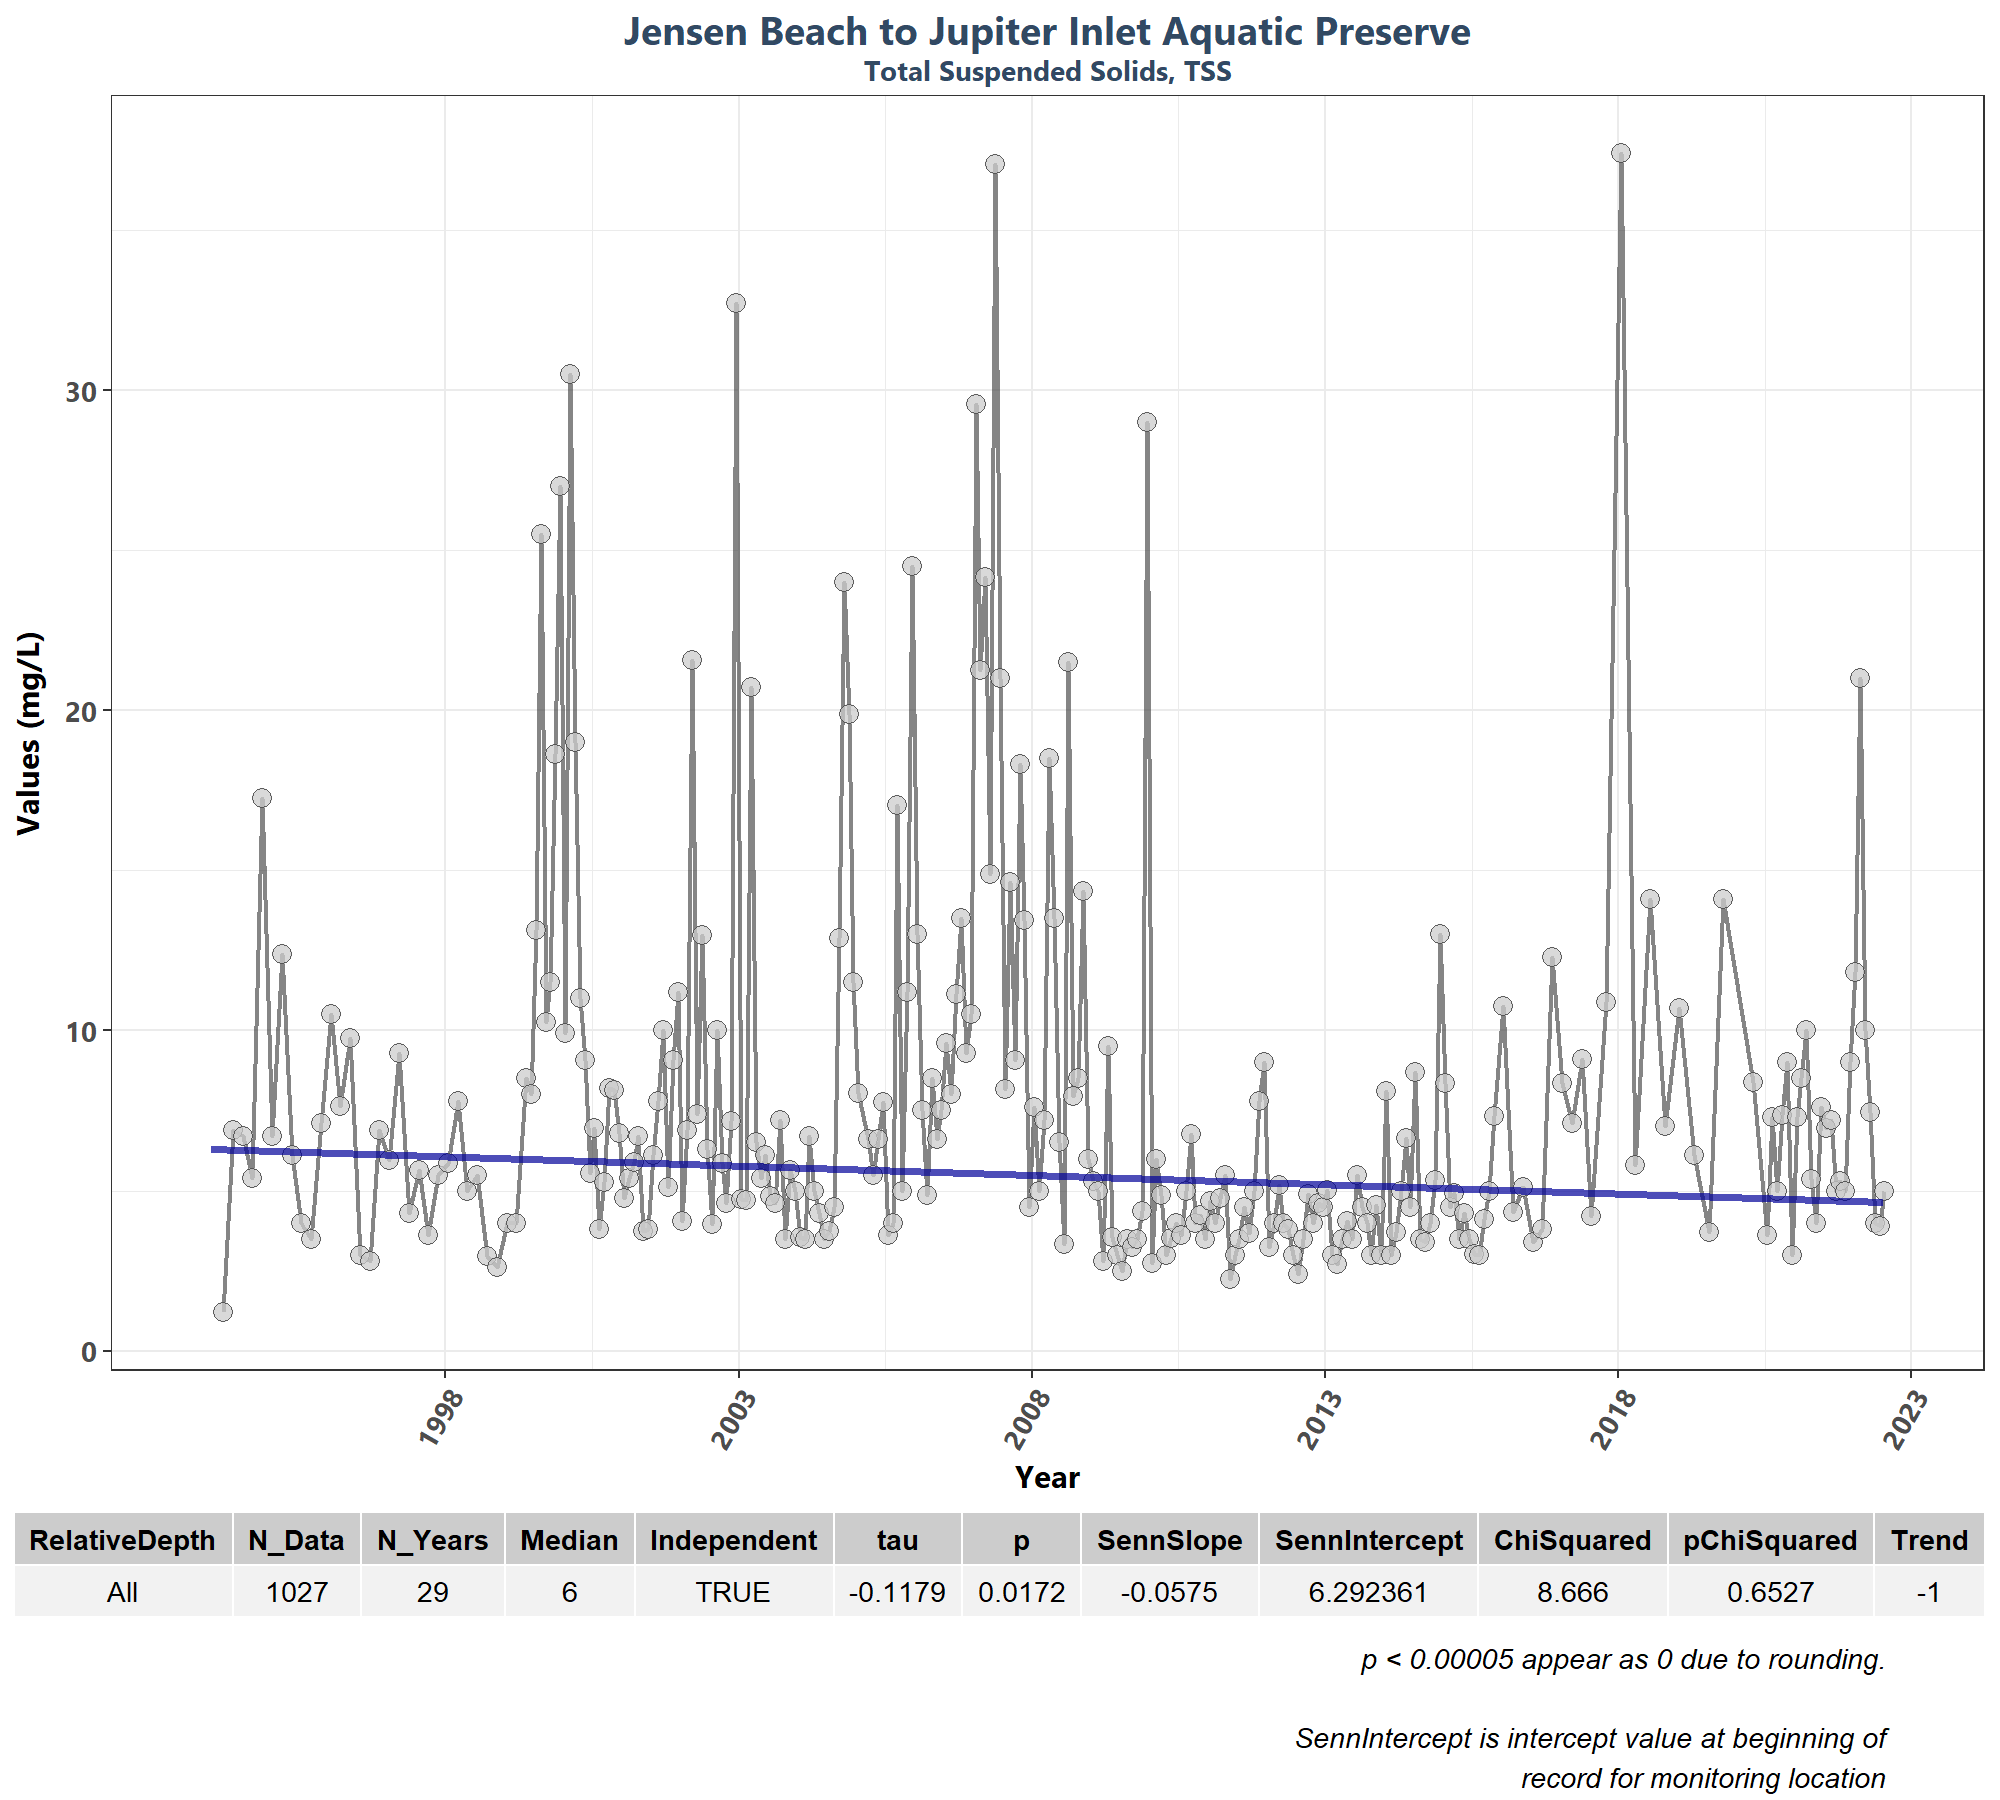 Jensen Beach to Jupiter Inlet Aquatic Preserve
Total Suspended Solids, TSS
Values (mg/L)
30
20
10
0
1998
2003
2008
2013
2018
2023
Year
RelativeDepth N_Data N_Years Median Independent tau p SennSlope SennIntercept ChiSquared pChiSquared Trend
All 1027 29 6 TRUE -0.1179 0.0172 -0.0575 6.292361 8.666 0.6527 -1
p < 0.00005 appear as 0 due to rounding.
SennIntercept is intercept value at beginning of
record for monitoring location